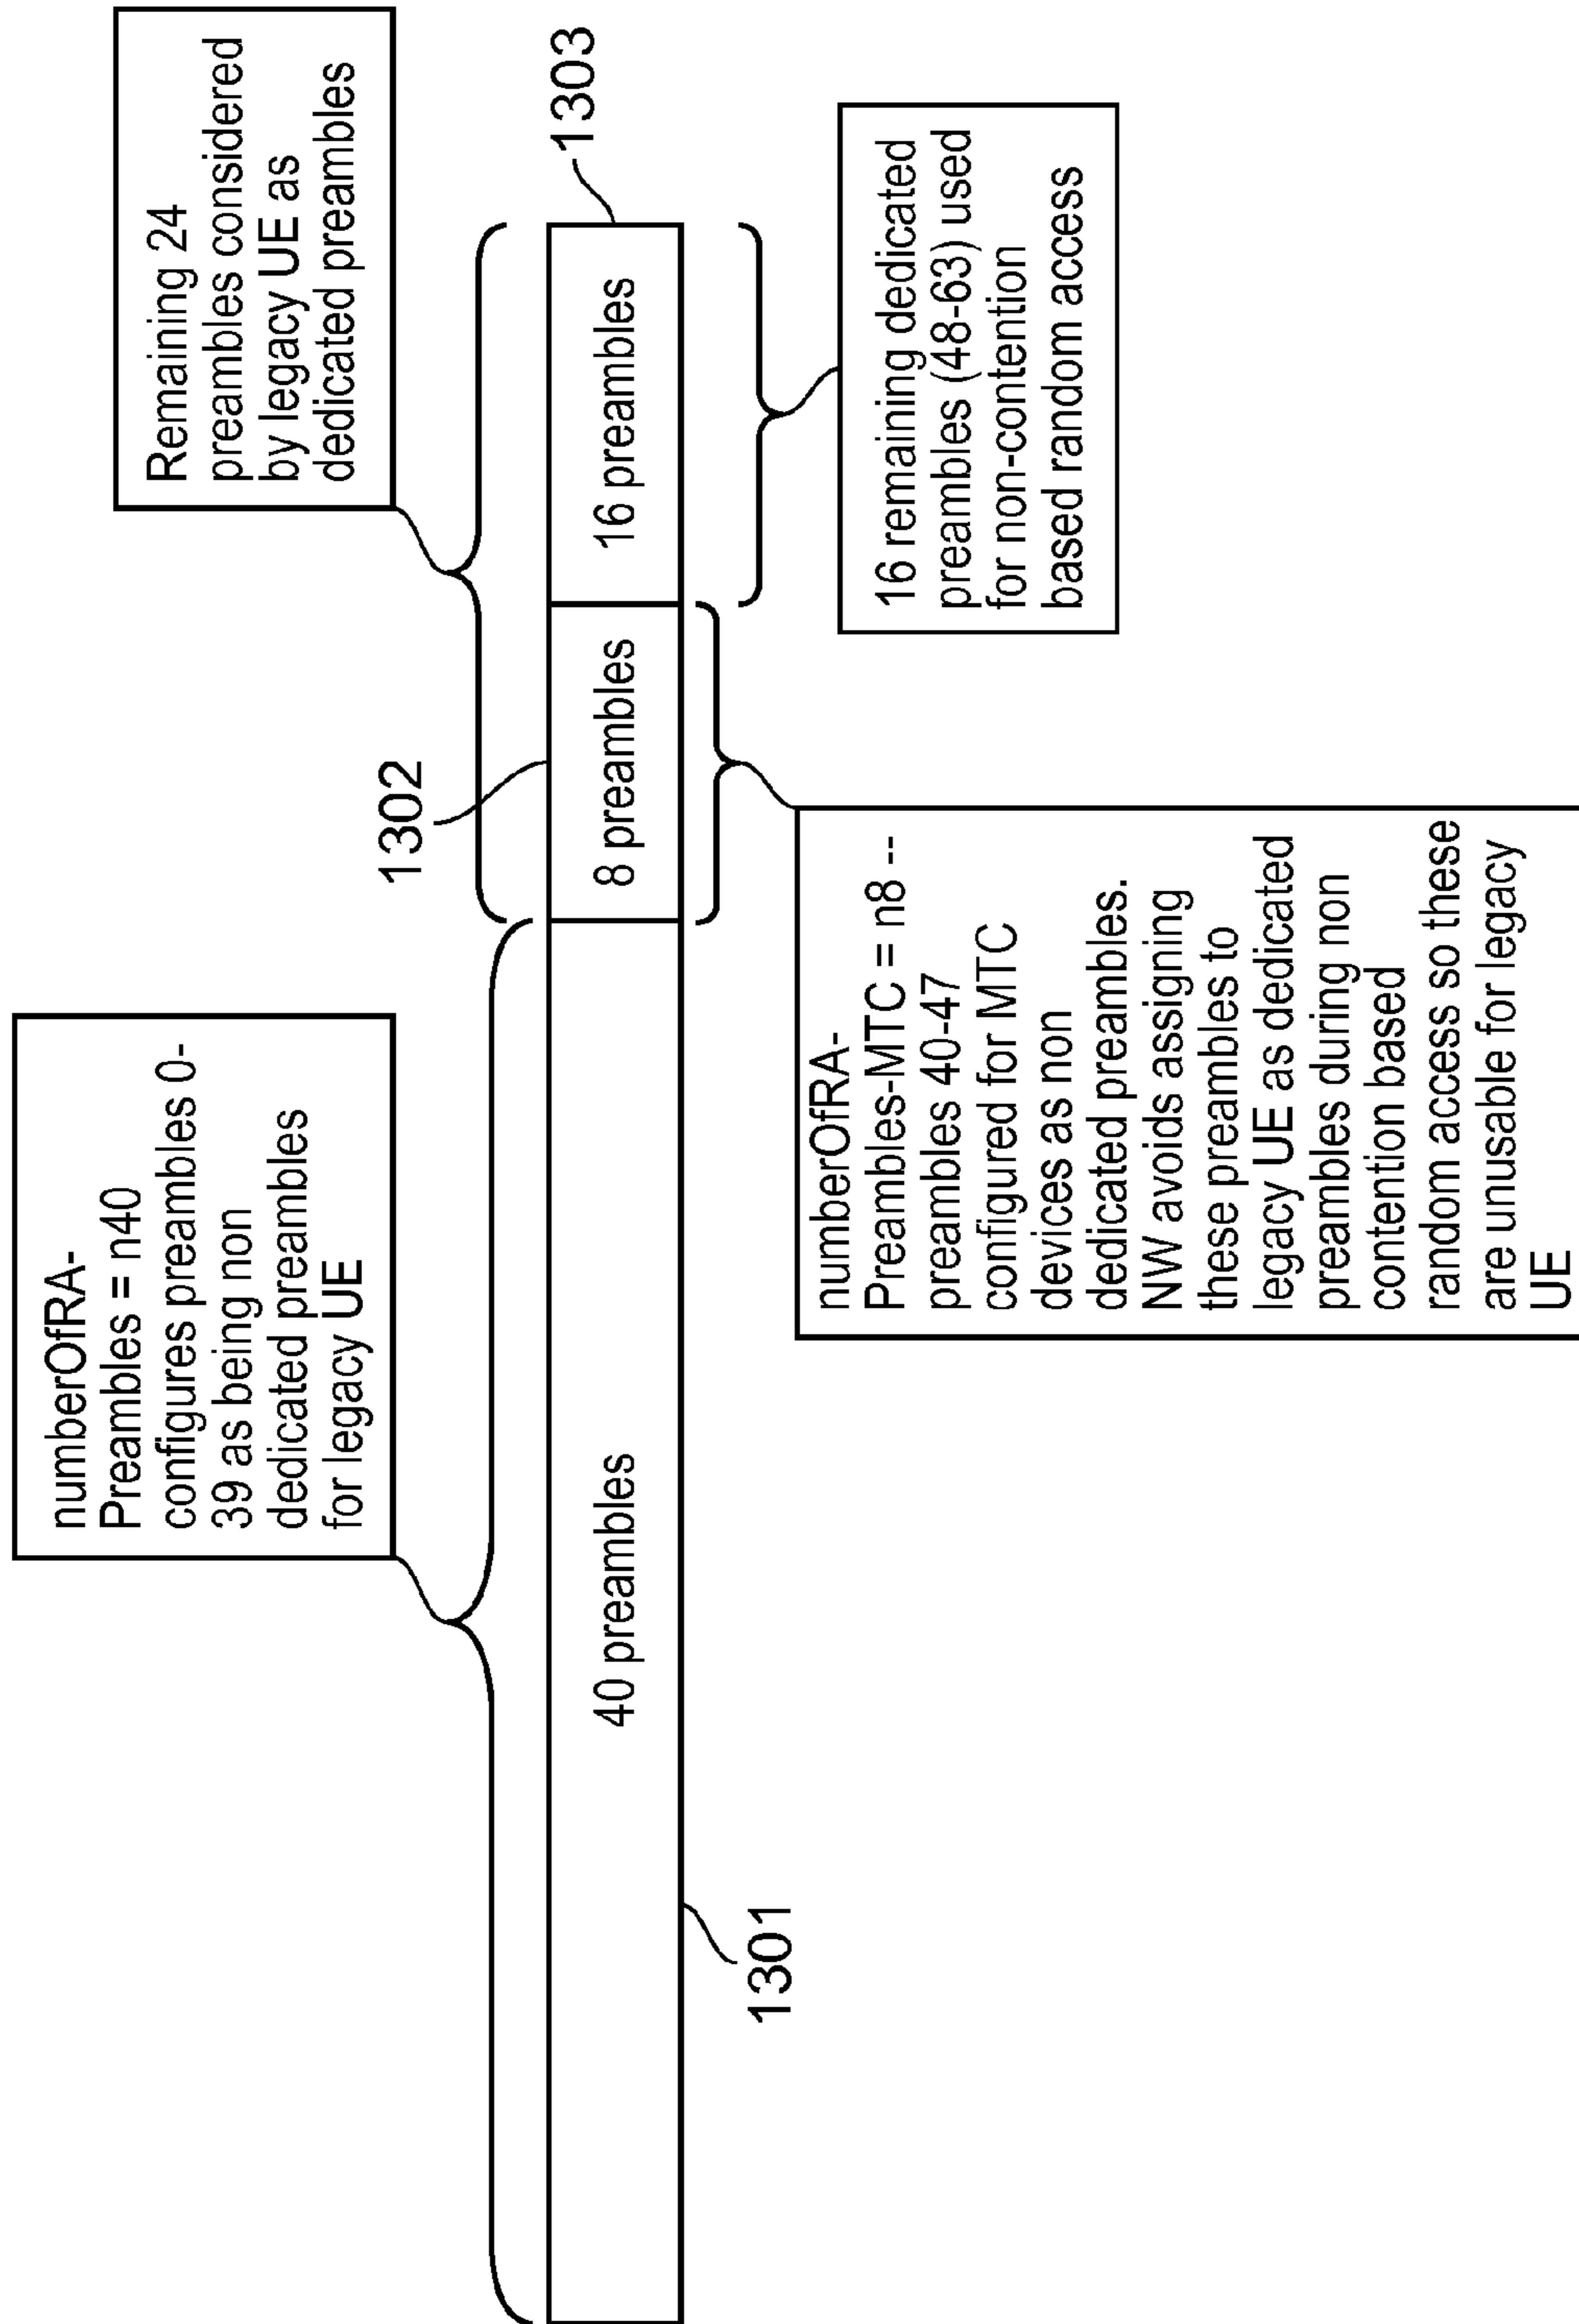 numberOfRA-
Preambles = n40
configures preambles 0-
39 as being non
dedicated preambles
for legacy UE
Remaining 24
preambles considered
by legacy UE as
dedicated preambles
1302
1303
40 preambles
8 preambles
16 preambles
1301
numberOfRA-
Preambles-MTC = n8 --
preambles 40-47
configured for MTC
devices as non
dedicated preambles.
NW avoids assigning
these preambles to
legacy UE as dedicated
preambles during non
contention based
random access so these
are unusable for legacy
UE
16 remaining dedicated
preambles (48-63) used
for non-contention
based random access